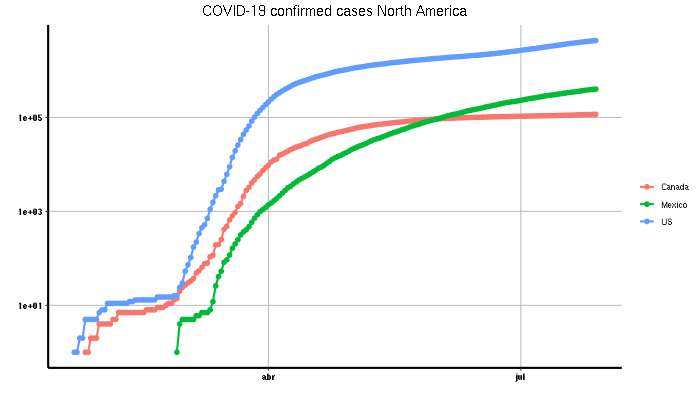 COVID-19 confirmed cases North America
1e+05
1e+03
1e+01
abr
jul
Canada
Mexico
US